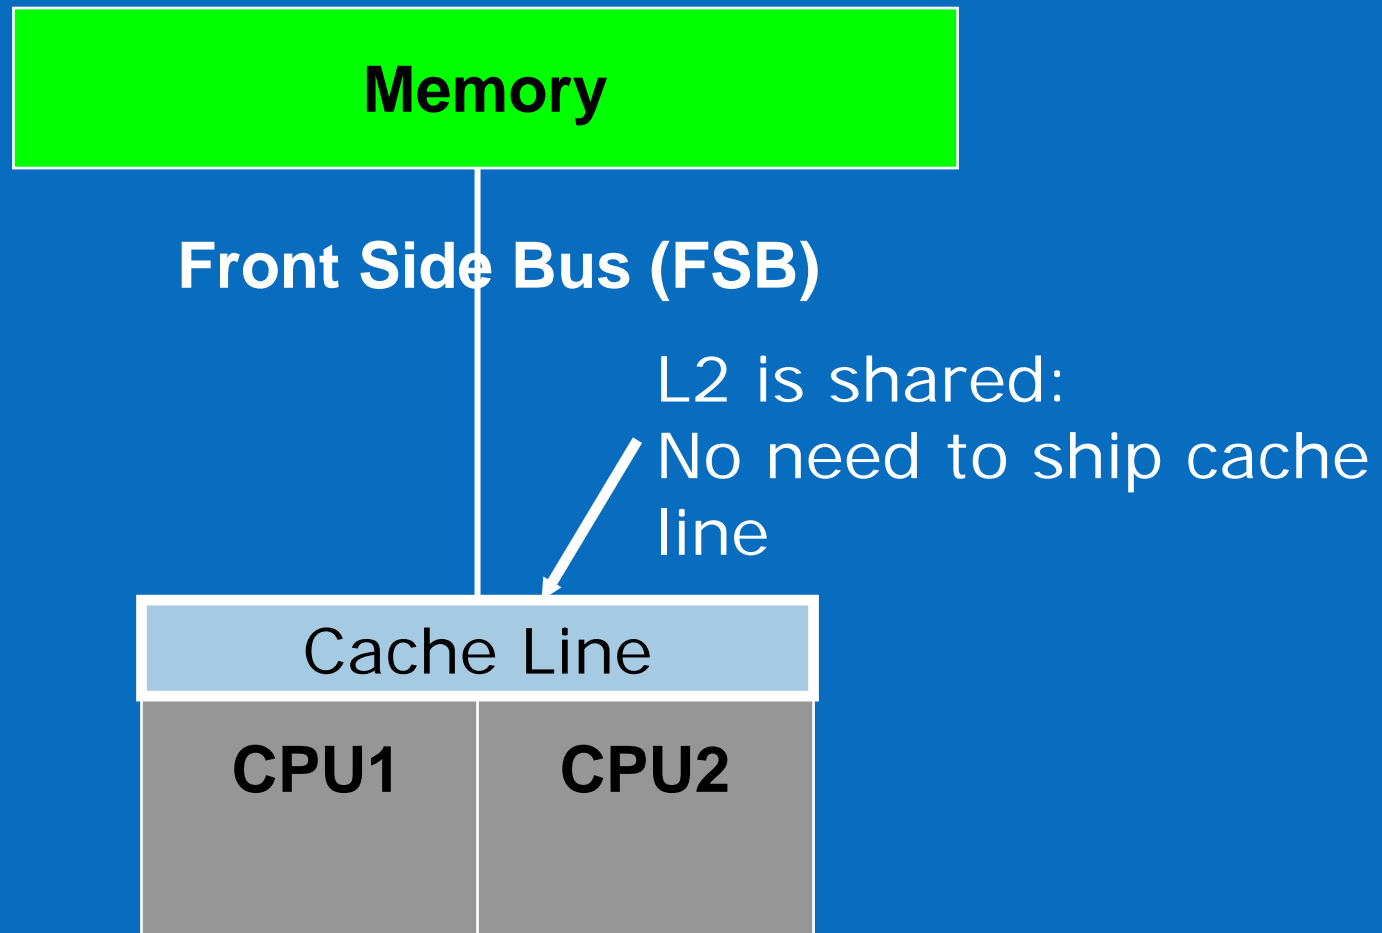 Memory
Front Side Bus (FSB)
L2 is shared:
No need to ship cache
line
Cache Line
CPU1
CPU2